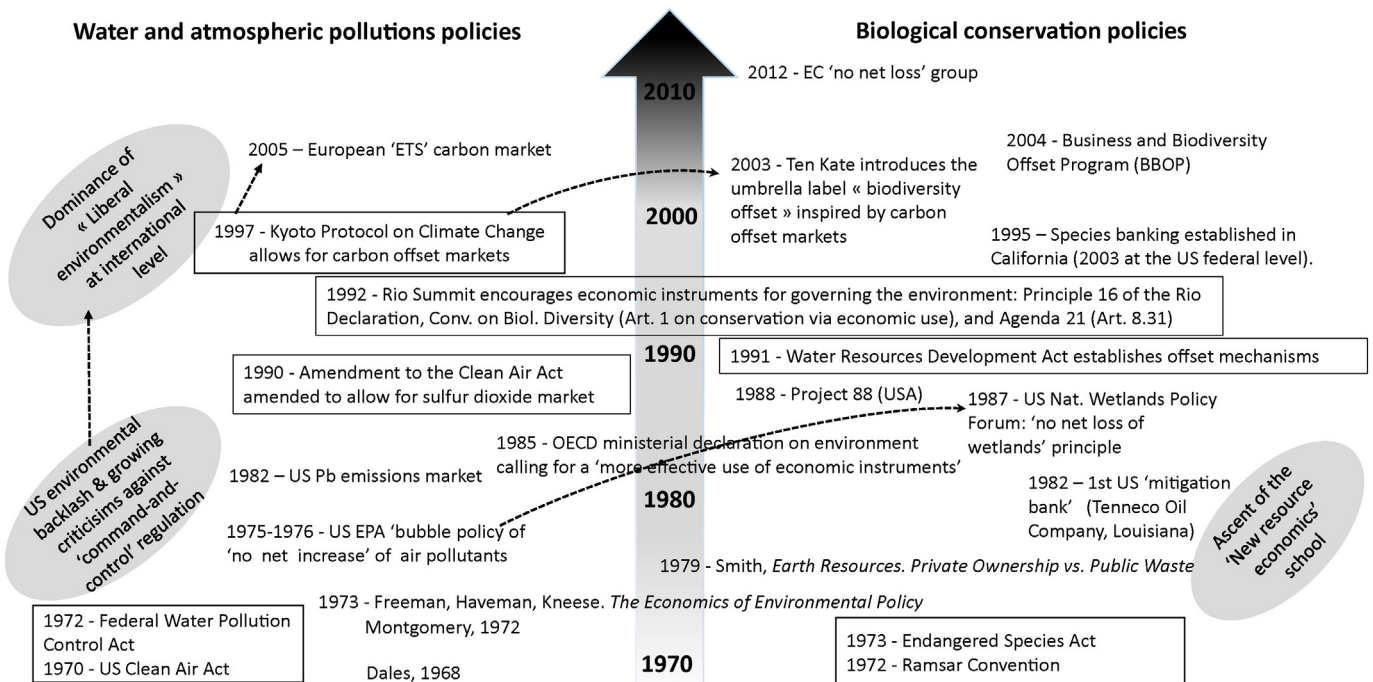 Water and atmospheric pollutions policies
Biological conservation policies
2012 - EC ‘no net loss’ group
2010
2004 - Business and Biodiversity
Offset Program (BBOP)
Dominance of
« Liberal
environmentalism »
at international
level
2005 – European ‘ETS’ carbon market
2003 - Ten Kate introduces the
umbrella label « biodiversity
offset » inspired by carbon
offset markets
2000
1997 - Kyoto Protocol on Climate Change
allows for carbon offset markets
1995 – Species banking established in
California (2003 at the US federal level).
1992 - Rio Summit encourages economic instruments for governing the environment: Principle 16 of the Rio
Declaration, Conv. on Biol. Diversity (Art. 1 on conservation via economic use), and Agenda 21 (Art. 8.31)
1990
1991 - Water Resources Development Act establishes offset mechanisms
1990 - Amendment to the Clean Air Act
amended to allow for sulfur dioxide market
1988 - Project 88 (USA)
1987 - US Nat. Wetlands Policy
Forum: ‘no net loss of
wetlands’ principle
1985 - OECD ministerial declaration on environment
calling for a ‘more effective use of economic instruments’
US environmental
backlash & growing
criticisims against
‘command-and-
control’ regulation
1982 – US Pb emissions market
1980
1982 – 1st US ‘mitigation
bank’ (Tenneco Oil
Company, Louisiana)
Ascent of the
‘New resource
economics’
school
1975-1976 - US EPA ‘bubble policy of
‘no net increase’ of air pollutants
1979 - Smith, Earth Resources. Private Ownership vs. Public Waste
1973 - Freeman, Haveman, Kneese. The Economics of Environmental Policy
Montgomery, 1972
Dales, 1968
1972 - Federal Water Pollution
Control Act
1970 - US Clean Air Act
1970
1973 - Endangered Species Act
1972 - Ramsar Convention